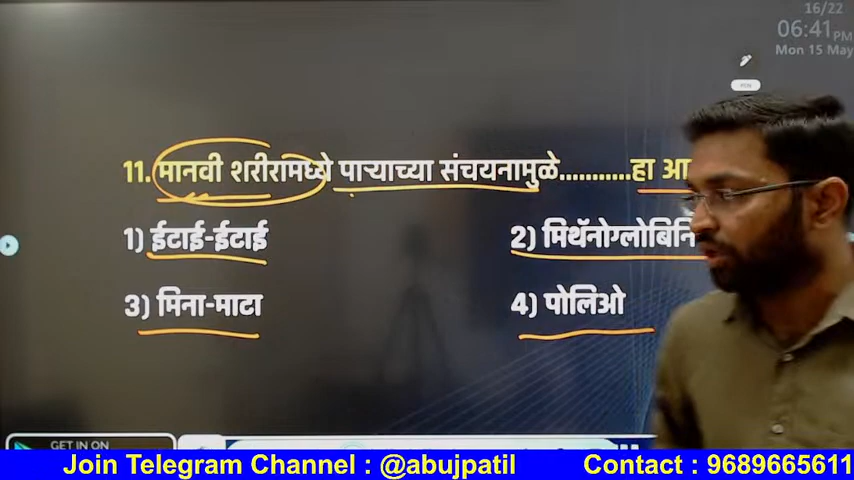 16/22
06:41 PM
Mon 15 May
11. मानवी शरीरामध्ये पाऱ्याच्या संचयनामुळे...........हा आ
1) ईटाई-ईटाई
2) मिथॅनोग्लोबिनि
3) मिना-माटा
4) पोलिओ
GET IN ON
Join Telegram Channel : @abujpatil Contact : 9689665611